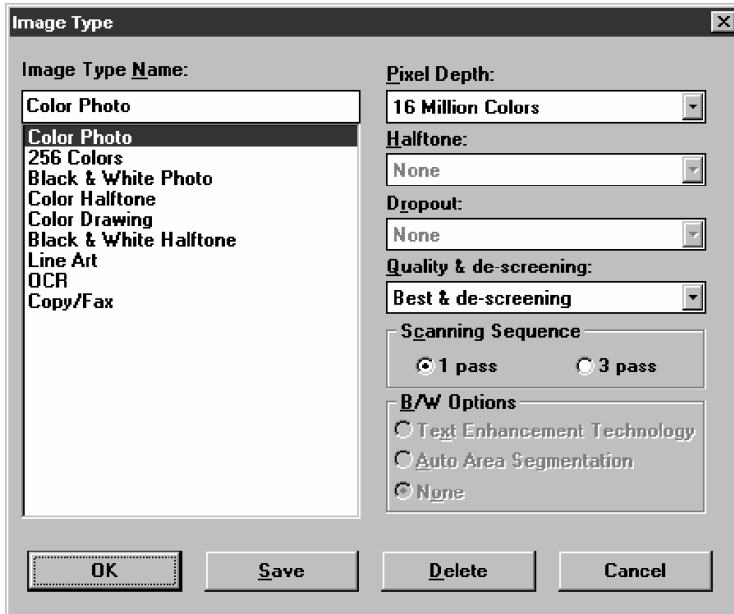 Image Type
Image Type Name:
Color Photo
Color Photo
256 Colors
Black & White Photo
Color Halftone
Color Drawing
Black & White Halftone
Line Art
OCR
Copy/Fax
Pixel Depth:
16 Million Colors
Halftone:
None
Dropout:
None
Quality & de-screening:
Best & de-screening
Scanning Sequence
1 pass 3 pass
B/W Options
Text Enhancement Technology
Auto Area Segmentation
None
OK Save Delete Cancel